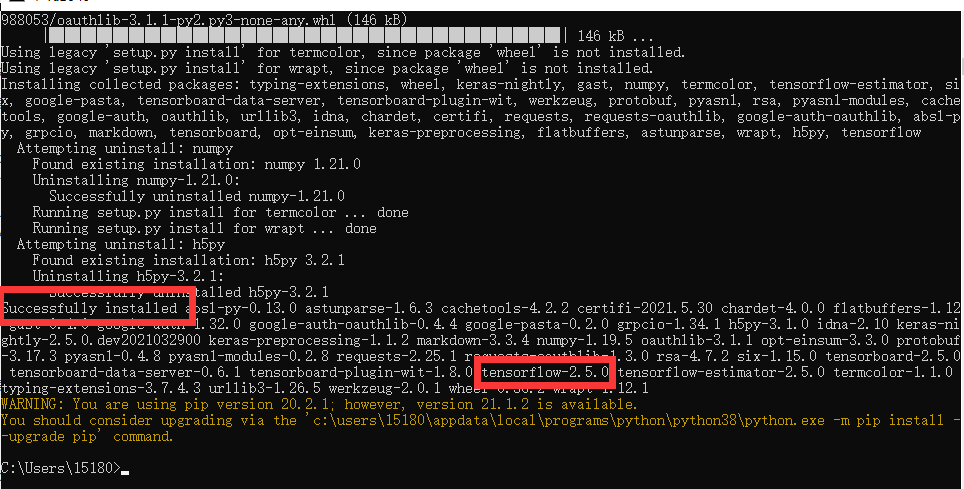 988053/oauthlib-3.1.1-py2.py3-none-any.whl (146 kB)
| 146 kB ...
Using legacy 'setup.py install' for termcolor, since package 'wheel' is not installed.
Using legacy 'setup.py install' for wrapt, since package 'wheel' is not installed.
Installing collected packages: typing-extensions, wheel, keras-nightly, gast, numpy, termcolor, tensorflow-estimator, si
x, google-pasta, tensorboard-data-server, tensorboard-plugin-wit, werkzeug, protobuf, pyasn1, rsa, pyasn1-modules, cache
tools, google-auth, oauthlib, urllib3, idna, chardet, certifi, requests, requests-oauthlib, google-auth-oauthlib, absl-p
y, grpcio, markdown, tensorboard, opt-einsum, keras-preprocessing, flatbuffers, astunparse, wrapt, h5py, tensorflow
Attempting uninstall: numpy
Found existing installation: numpy 1.21.0
Uninstalling numpy-1.21.0:
Successfully uninstalled numpy-1.21.0
Running setup.py install for termcolor ... done
Running setup.py install for wrapt ... done
Attempting uninstall: h5py
Found existing installation: h5py 3.2.1
Uninstalling h5py-3.2.1:
Successfully uninstalled h5py-3.2.1
Successfully installed absl-py-0.13.0 astunparse-1.6.3 cachetools-4.2.2 certifi-2021.5.30 chardet-4.0.0 flatbuffers-1.12
gast-0.4.0 google-auth-1.32.0 google-auth-oauthlib-0.4.4 google-pasta-0.2.0 grpcio-1.34.1 h5py-3.1.0 idna-2.10 keras-ni
ghtly-2.5.0.dev2021032900 keras-preprocessing-1.1.2 markdown-3.3.4 numpy-1.19.5 oauthlib-3.1.1 opt-einsum-3.3.0 protobuf
-3.17.3 pyasn1-0.4.8 pyasn1-modules-0.2.8 requests-2.25.1 requests-oauthlib-1.3.0 rsa-4.7.2 six-1.15.0 tensorboard-2.5.0
tensorboard-data-server-0.6.1 tensorboard-plugin-wit-1.8.0 tensorflow-2.5.0 tensorflow-estimator-2.5.0 termcolor-1.1.0
typing-extensions-3.7.4.3 urllib3-1.26.5 werkzeug-2.0.1 wheel-0.36.2 wrapt-1.12.1
WARNING: You are using pip version 20.2.1; however, version 21.1.2 is available.
You should consider upgrading via the 'c:\users\15180\appdata\local\programs\python\python38\python.exe -m pip install -
-upgrade pip' command.
C:\Users\15180>